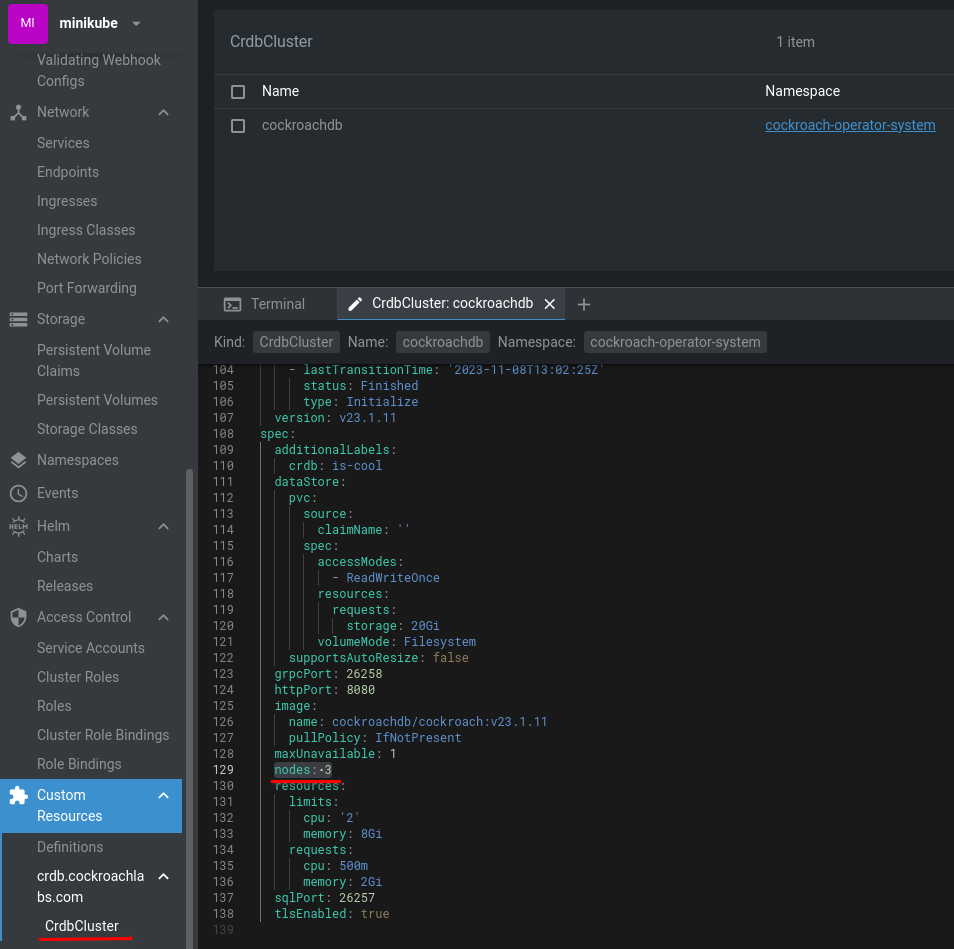 MI minikube
Validating Webhook
Configs
Network
Services
Endpoints
Ingresses
Ingress Classes
Network Policies
Port Forwarding
Storage
Persistent Volume
Claims
Persistent Volumes
Storage Classes
Namespaces
Events
HELM Helm
Charts
Releases
Access Control
Service Accounts
Cluster Roles
Roles
Cluster Role Bindings
Role Bindings
Custom
Resources
Definitions
crdb.cockroachla
bs.com
CrdbCluster
CrdbCluster 1 item
Name Namespace
cockroachdb cockroach-operator-system
Terminal CrdbCluster: cockroachdb
Kind: CrdbCluster Name: cockroachdb Namespace: cockroach-operator-system
104 - lastTransitionTime: '2023-11-08T13:02:25Z'
105 status: Finished
106 type: Initialize
107 version: v23.1.11
108 spec:
109 additionalLabels:
110 crdb: is-cool
111 dataStore:
112 pvc:
113 source:
114 claimName: ''
115 spec:
116 accessModes:
117 - ReadWriteOnce
118 resources:
119 requests:
120 storage: 20Gi
121 volumeMode: Filesystem
122 supportsAutoResize: false
123 grpcPort: 26258
124 httpPort: 8080
125 image:
126 name: cockroachdb/cockroach:v23.1.11
127 pullPolicy: IfNotPresent
128 maxUnavailable: 1
129 nodes: 3
130 resources:
131 limits:
132 cpu: '2'
133 memory: 8Gi
134 requests:
135 cpu: 500m
136 memory: 2Gi
137 sqlPort: 26257
138 tlsEnabled: true
139